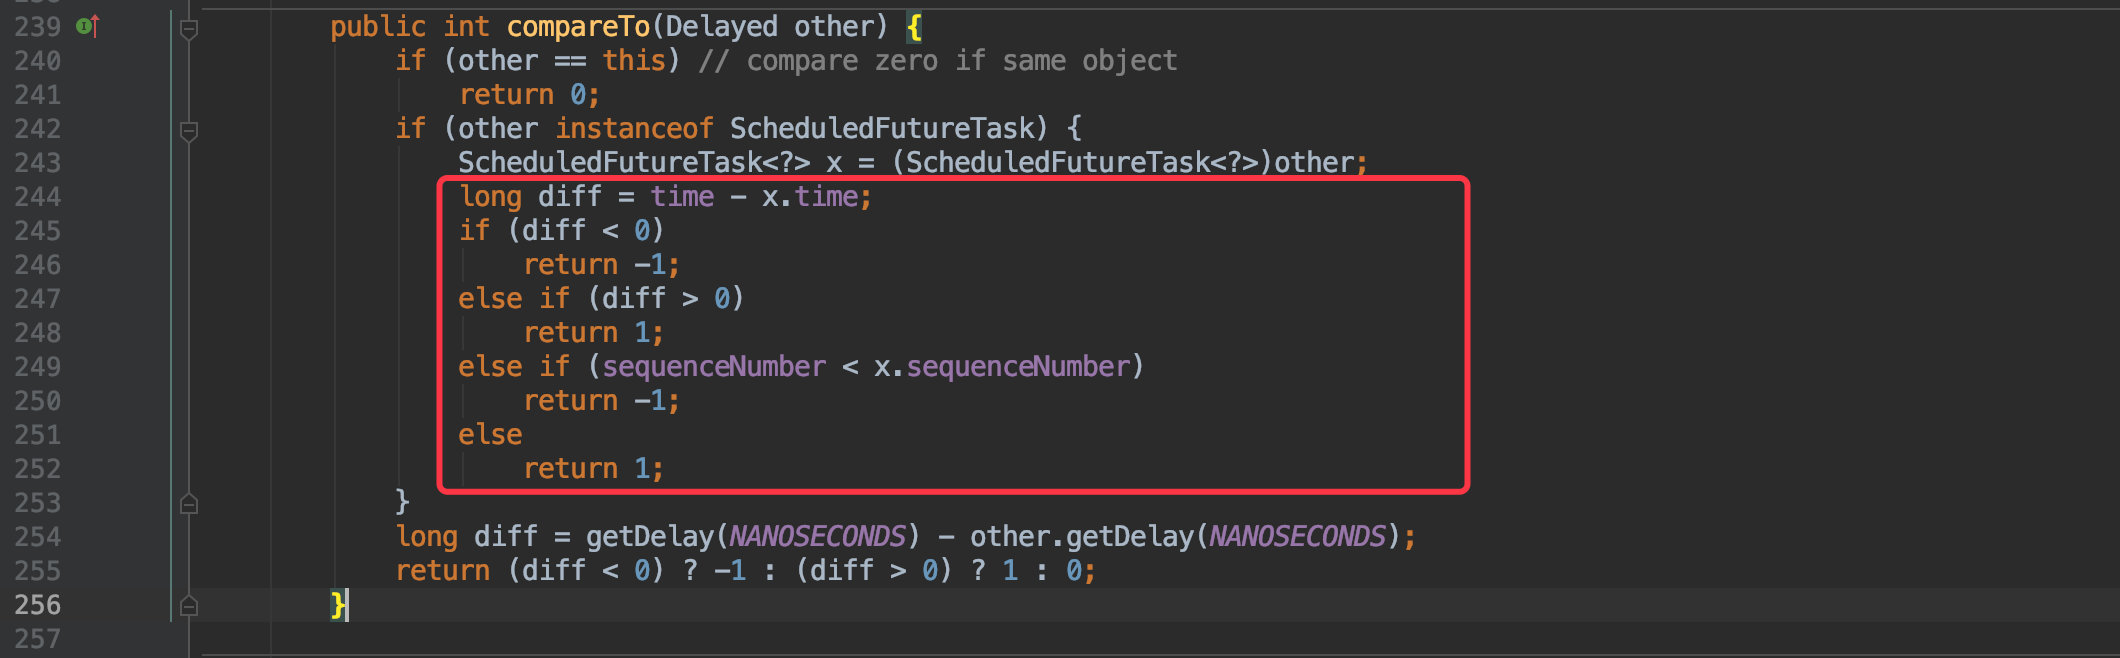 239 public int compareTo(Delayed other) {
240 if (other == this) // compare zero if same object
241 return 0;
242 if (other instanceof ScheduledFutureTask) {
243 ScheduledFutureTask<?> x = (ScheduledFutureTask<?>)other;
244 long diff = time - x.time;
245 if (diff < 0)
246 return -1;
247 else if (diff > 0)
248 return 1;
249 else if (sequenceNumber < x.sequenceNumber)
250 return -1;
251 else
252 return 1;
253 }
254 long diff = getDelay(NANOSECONDS) - other.getDelay(NANOSECONDS);
255 return (diff < 0) ? -1 : (diff > 0) ? 1 : 0;
256 }
257